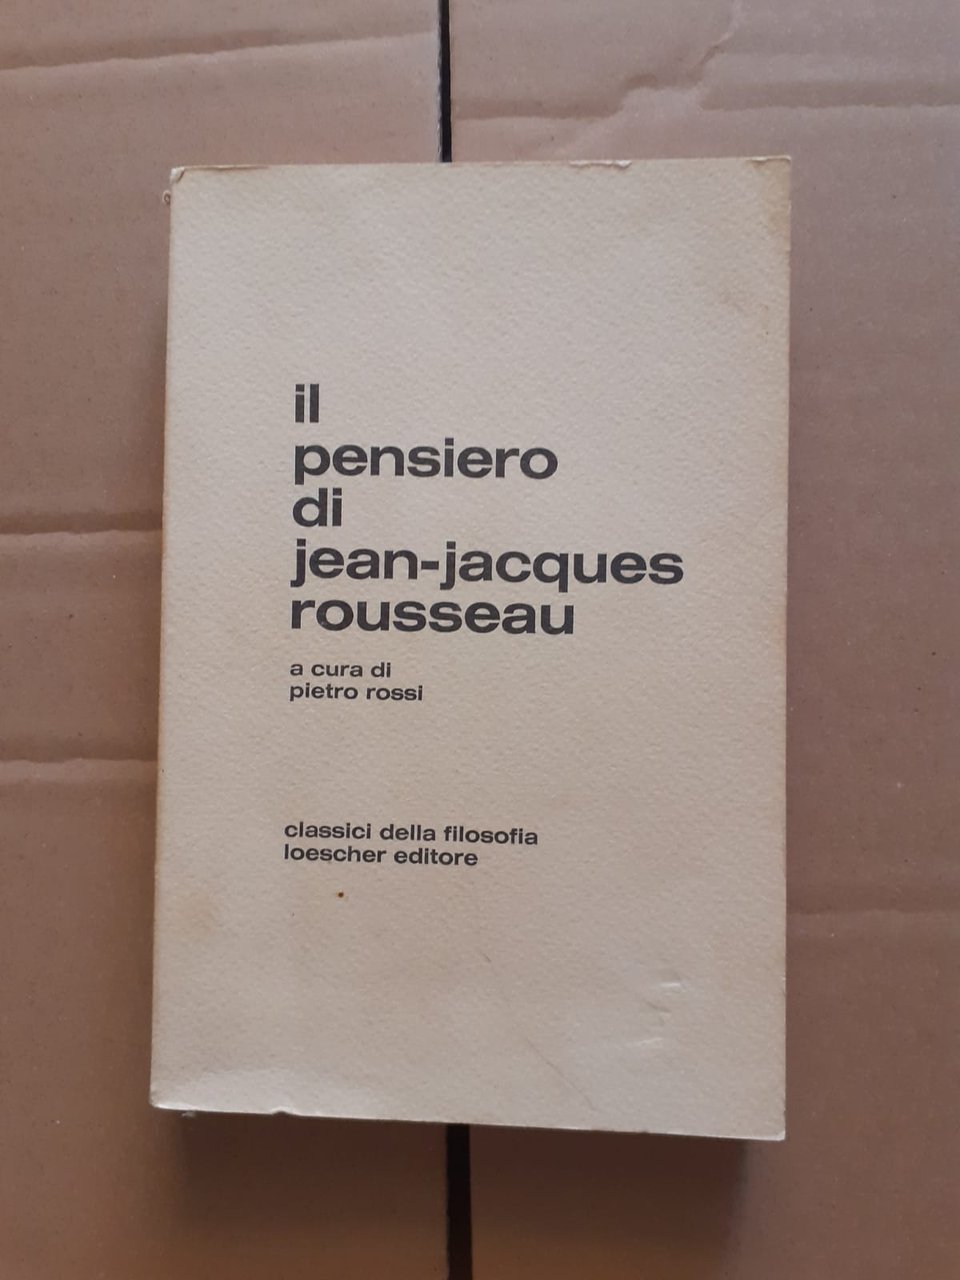 il
pensiero
di
jean-jacques
rousseau
a cura di
pietro rossi
classici della filosofia
loescher editore